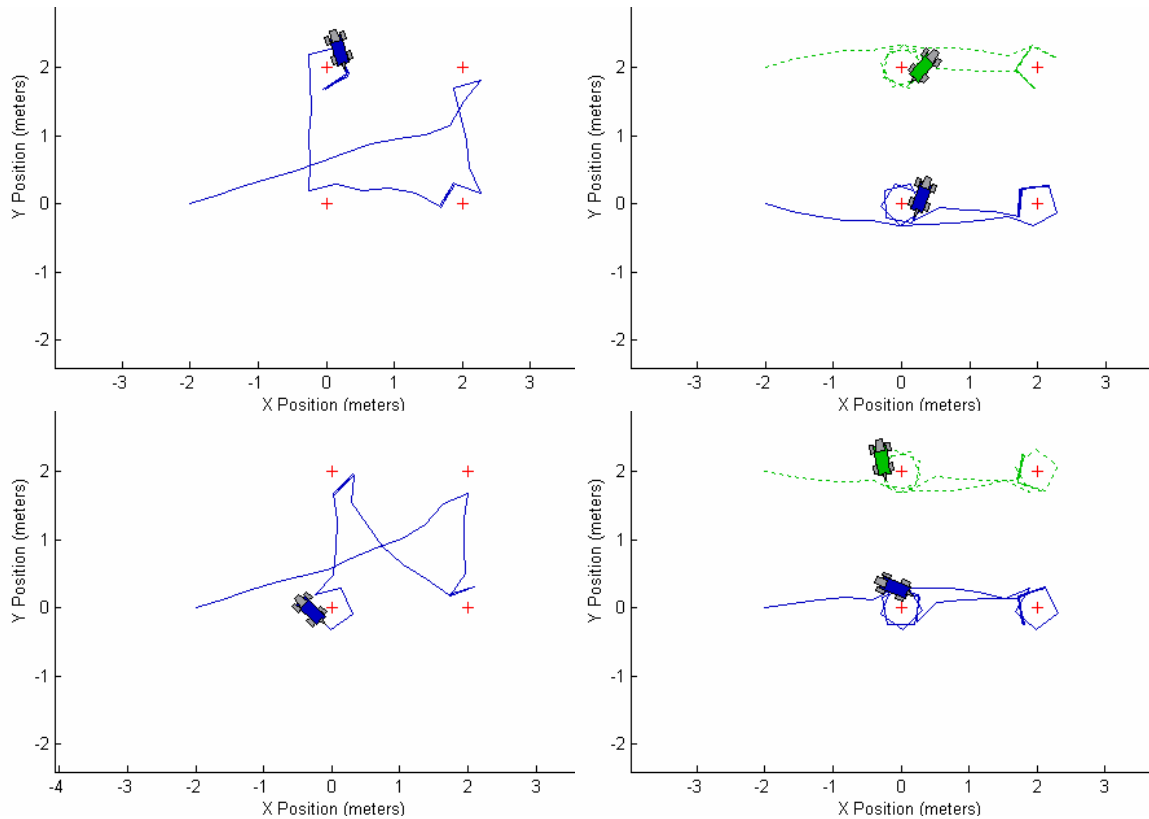 Y Position (meters)
2
1
0
-1
-2
-3 -2 -1 0 1 2 3
X Position (meters)
Y Position (meters)
2
1
0
-1
-2
-3 -2 -1 0 1 2 3
X Position (meters)
Y Position (meters)
2
1
0
-1
-2
-4 -3 -2 -1 0 1 2 3
X Position (meters)
Y Position (meters)
2
1
0
-1
-2
-3 -2 -1 0 1 2 3
X Position (meters)